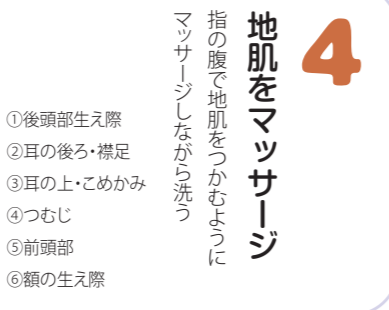 4
地肌をマッサージ
指の腹で地肌をつかむように
マッサージしながら洗う
①後頭部生え際
②耳の後ろ・襟足
③耳の上・こめかみ
④つむじ
⑤前頭部
⑥額の生え際